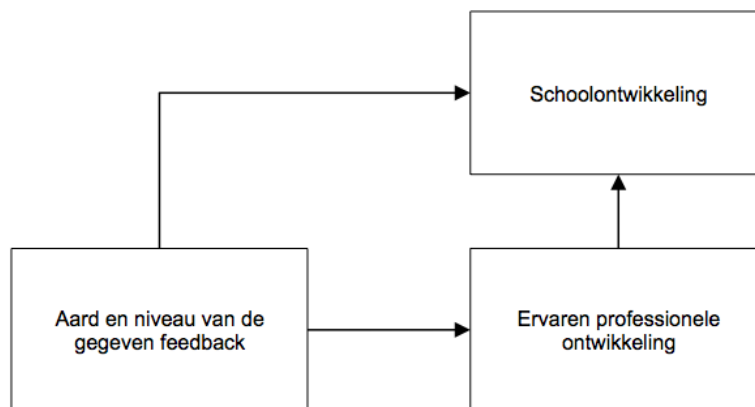 Schoolontwikkeling
Aard en niveau van de
gegeven feedback
Ervaren professionele
ontwikkeling